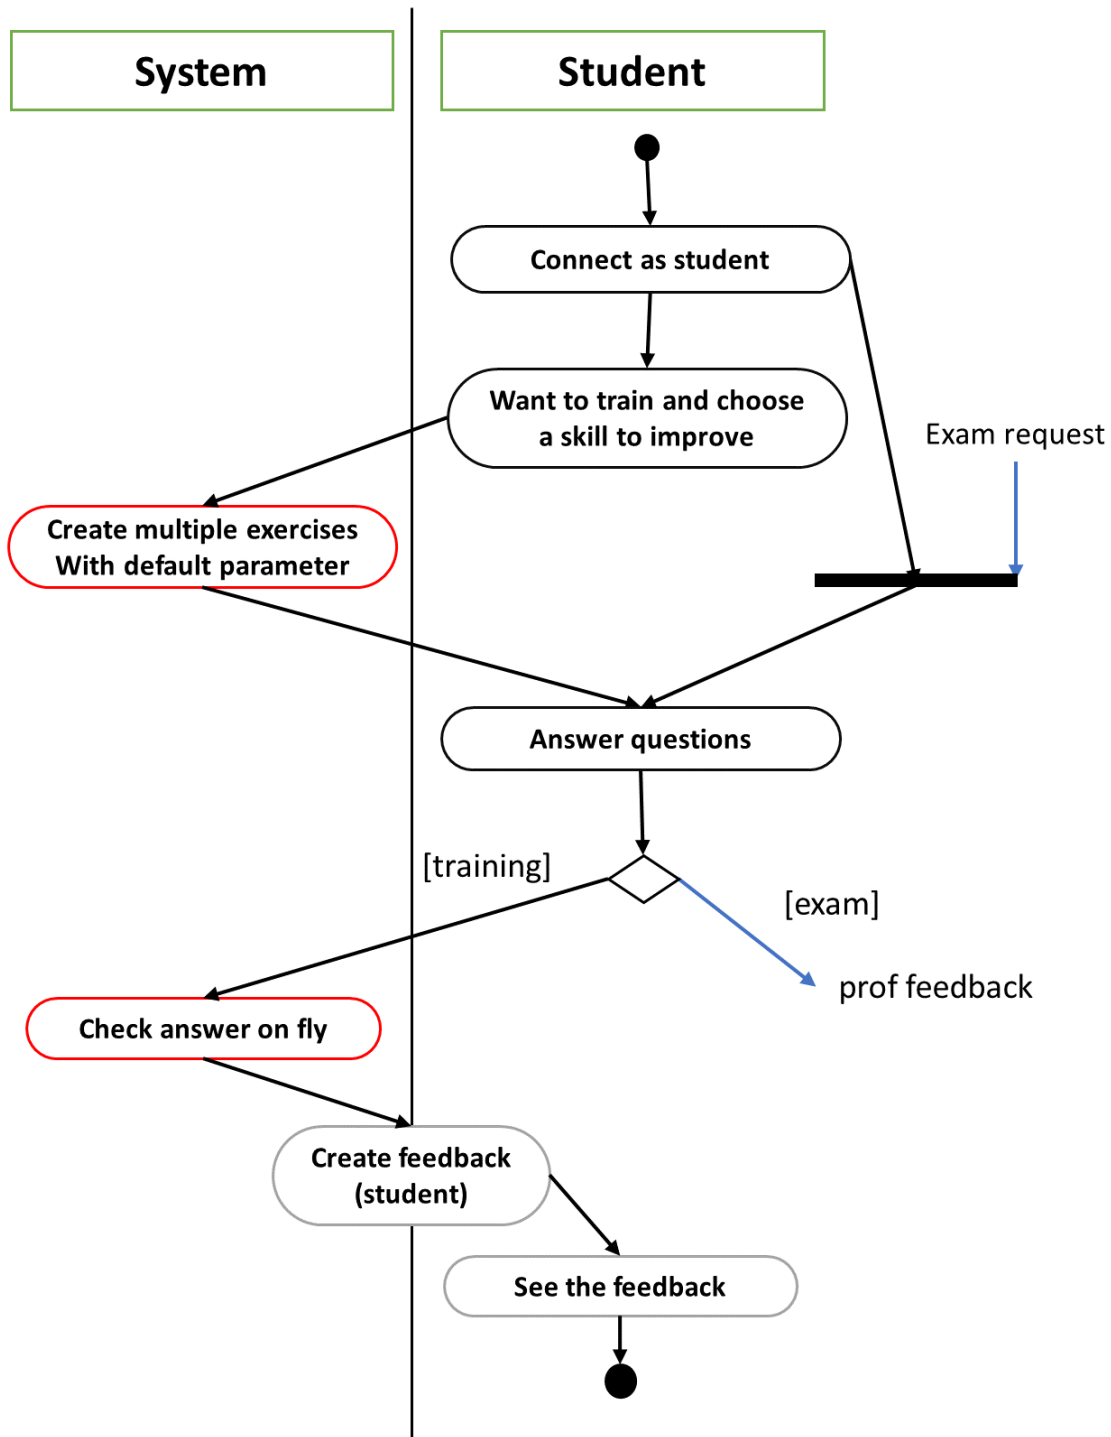 System
Student
Connect as student
Want to train and choose
a skill to improve
Exam request
Create multiple exercises
With default parameter
Answer questions
[training]
[exam]
prof feedback
Check answer on fly
Create feedback
(student)
See the feedback